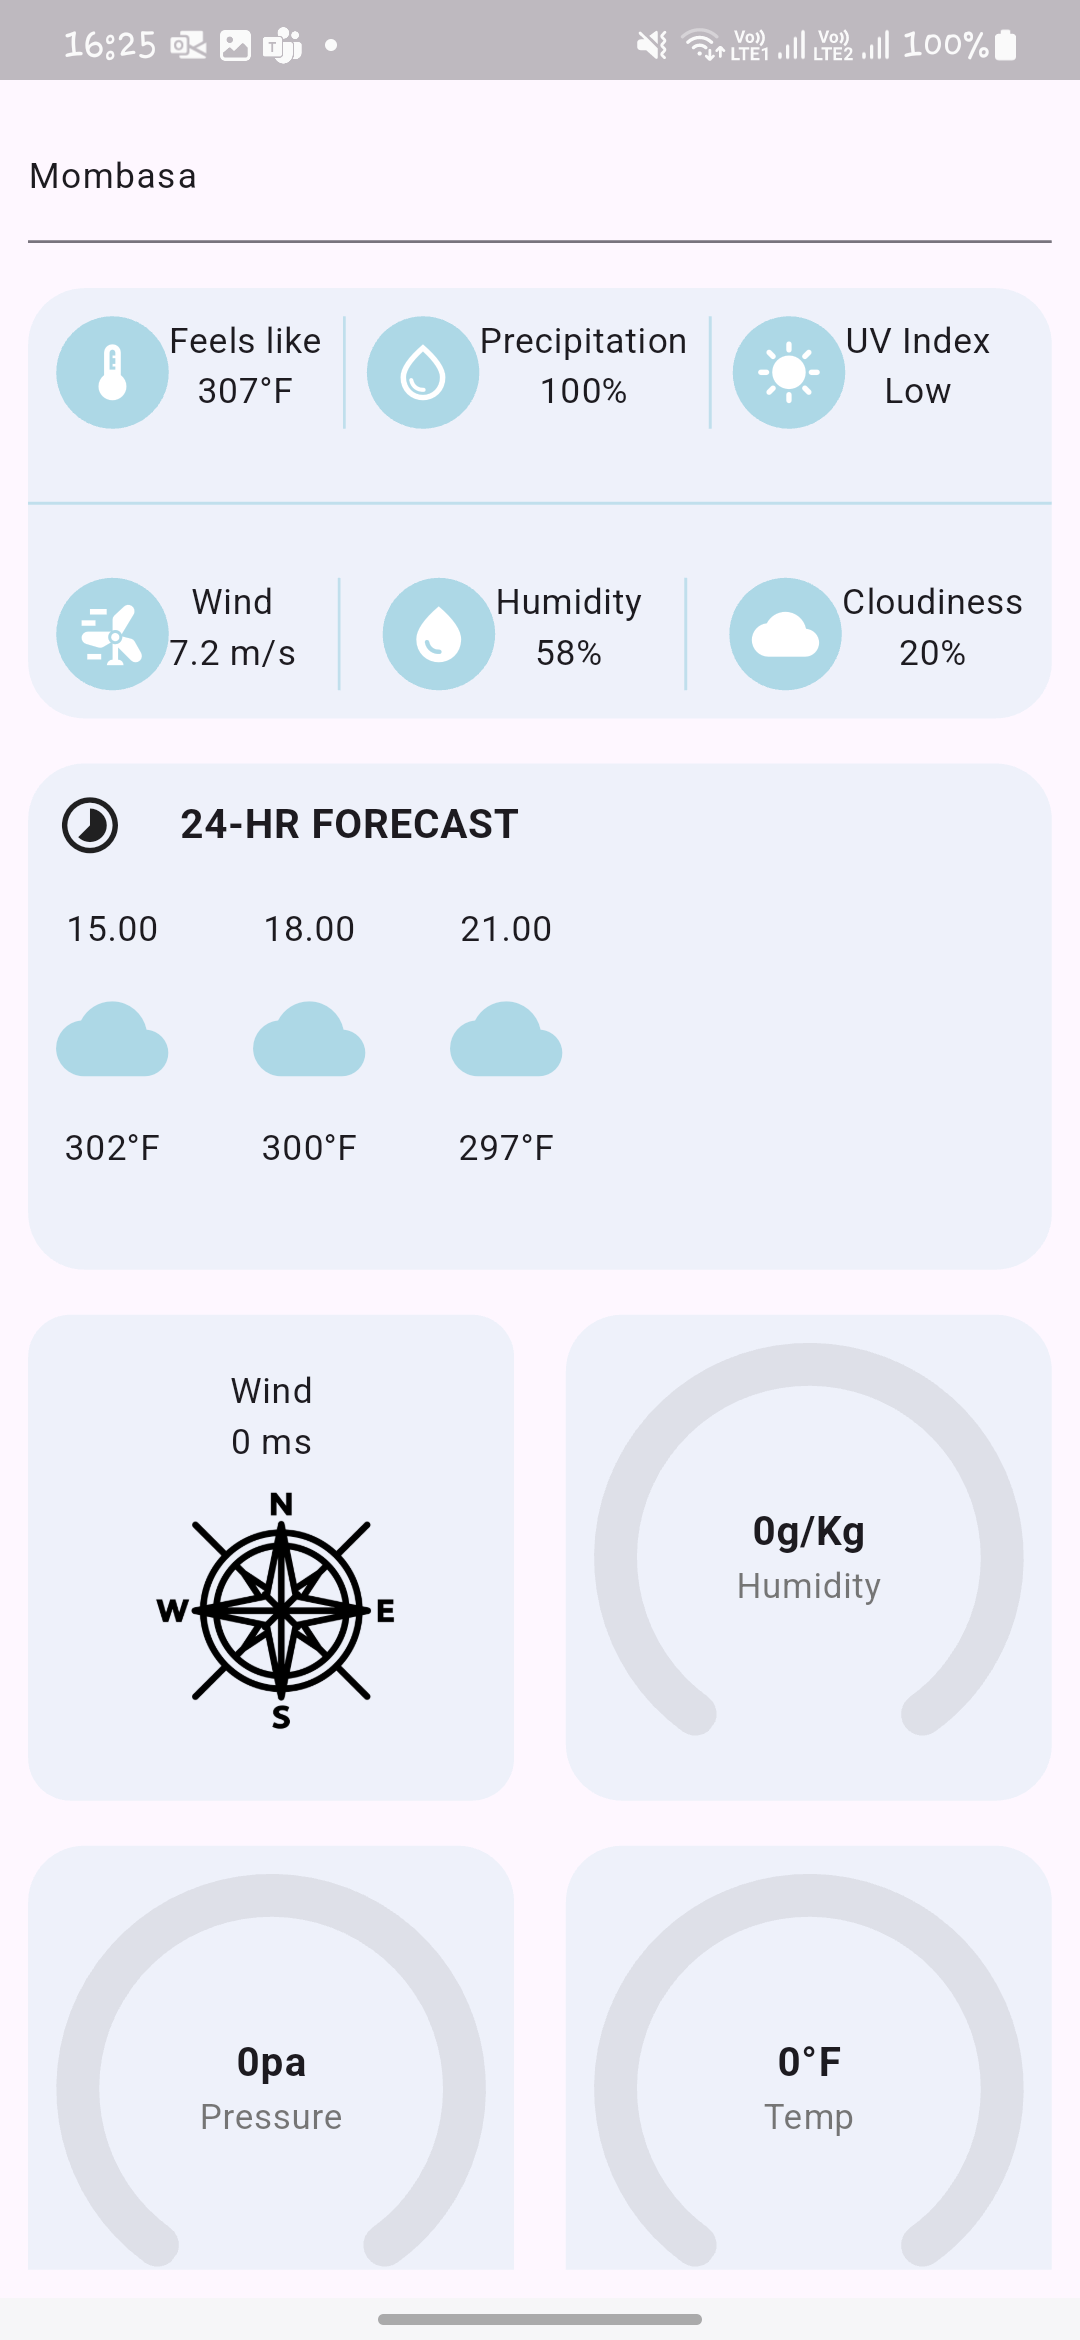 16:25 Vo)) LTE1 Vo)) LTE2 100%
Mombasa
Feels like Precipitation UV Index
307°F 100% Low
Wind Humidity Cloudiness
7.2 m/s 58% 20%
24-HR FORECAST
15.00 18.00 21.00
302°F 300°F 297°F
Wind
0 ms
N
W E
S
0g/Kg
Humidity
0pa
Pressure
0°F
Temp